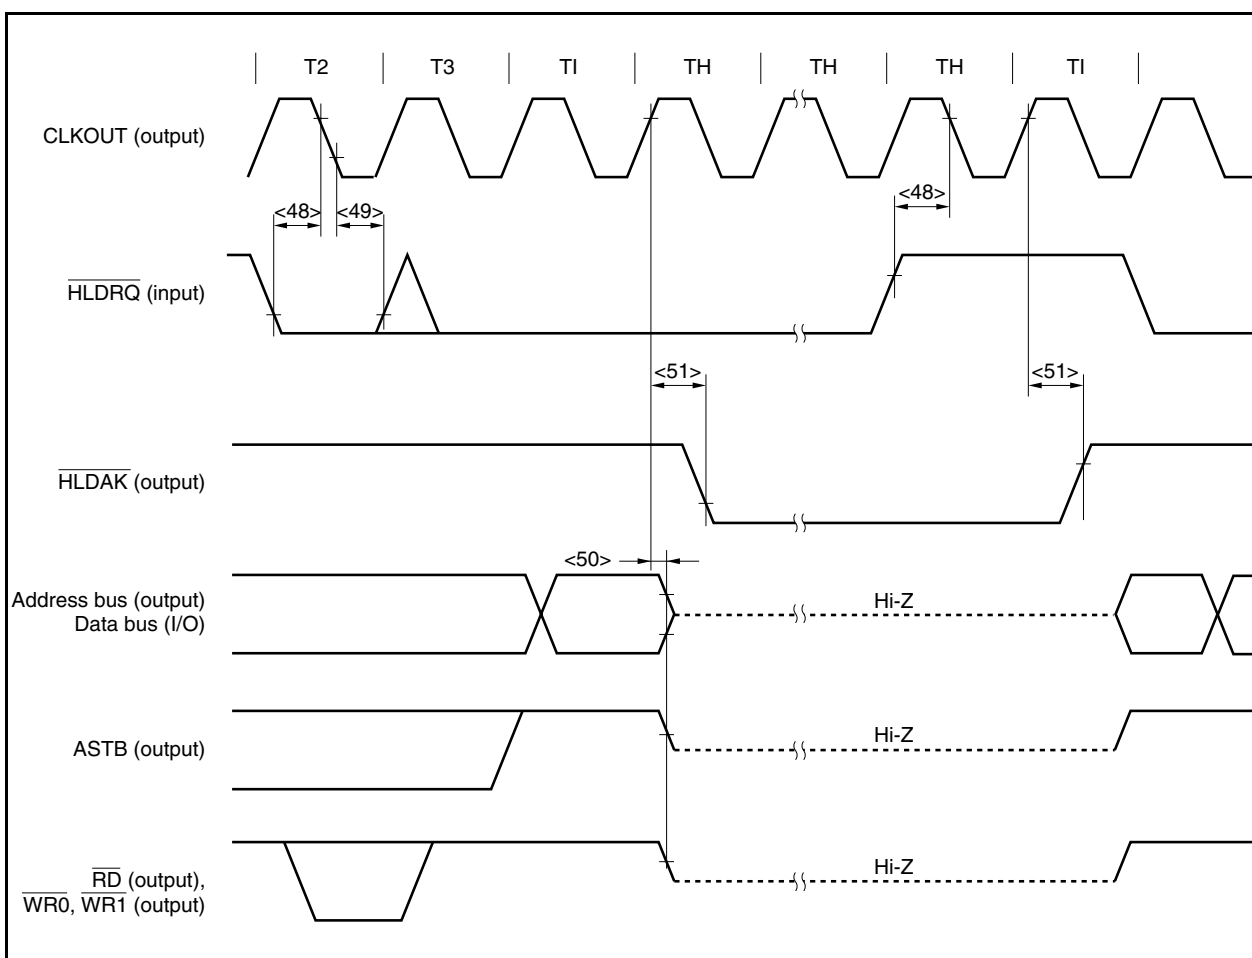 T2 T3 TI TH TH TH TI
CLKOUT (output)
<48> <49> <48>
HLDRQ (input)
<51> <51>
HLDAK (output)
<50>
Address bus (output)
Data bus (I/O)
Hi-Z
ASTB (output)
Hi-Z
RD (output),
WR0, WR1 (output)
Hi-Z